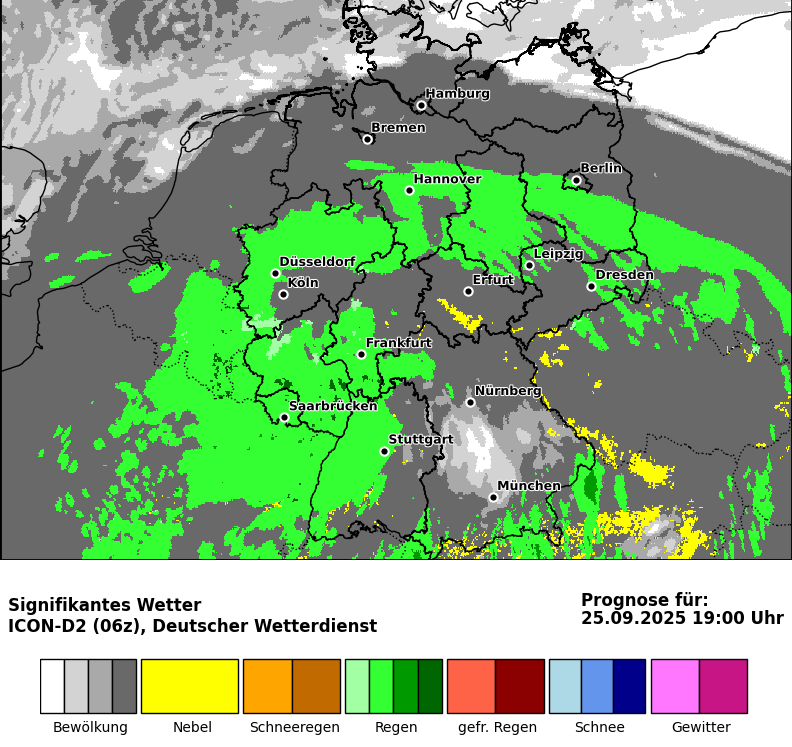 Hamburg
Bremen
Berlin
Hannover
Leipzig
Düsseldorf
Dresden
Köln
Erfurt
Frankfurt
Nürnberg
Saarbrücken
Stuttgart
München
Signifikantes Wetter
ICON-D2 (06z), Deutscher Wetterdienst
Prognose für:
25.09.2025 19:00 Uhr
Bewölkung Nebel Schneeregen Regen gefr. Regen Schnee Gewitter